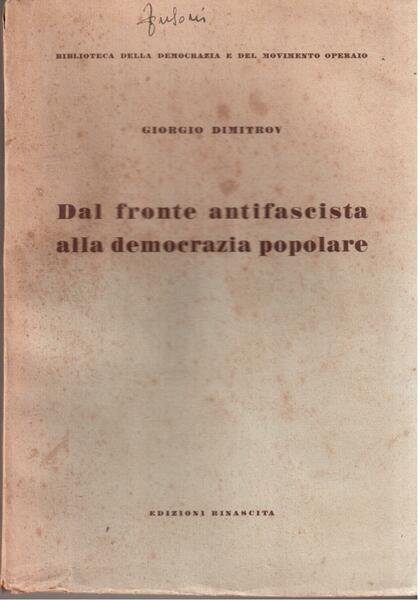 BIBLIOTECA DELLA DEMOCRAZIA E DEL MOVIMENTO OPERAIO
GIORGIO DIMITROV
Dal fronte antifascista
alla democrazia popolare
EDIZIONI RINASCITA